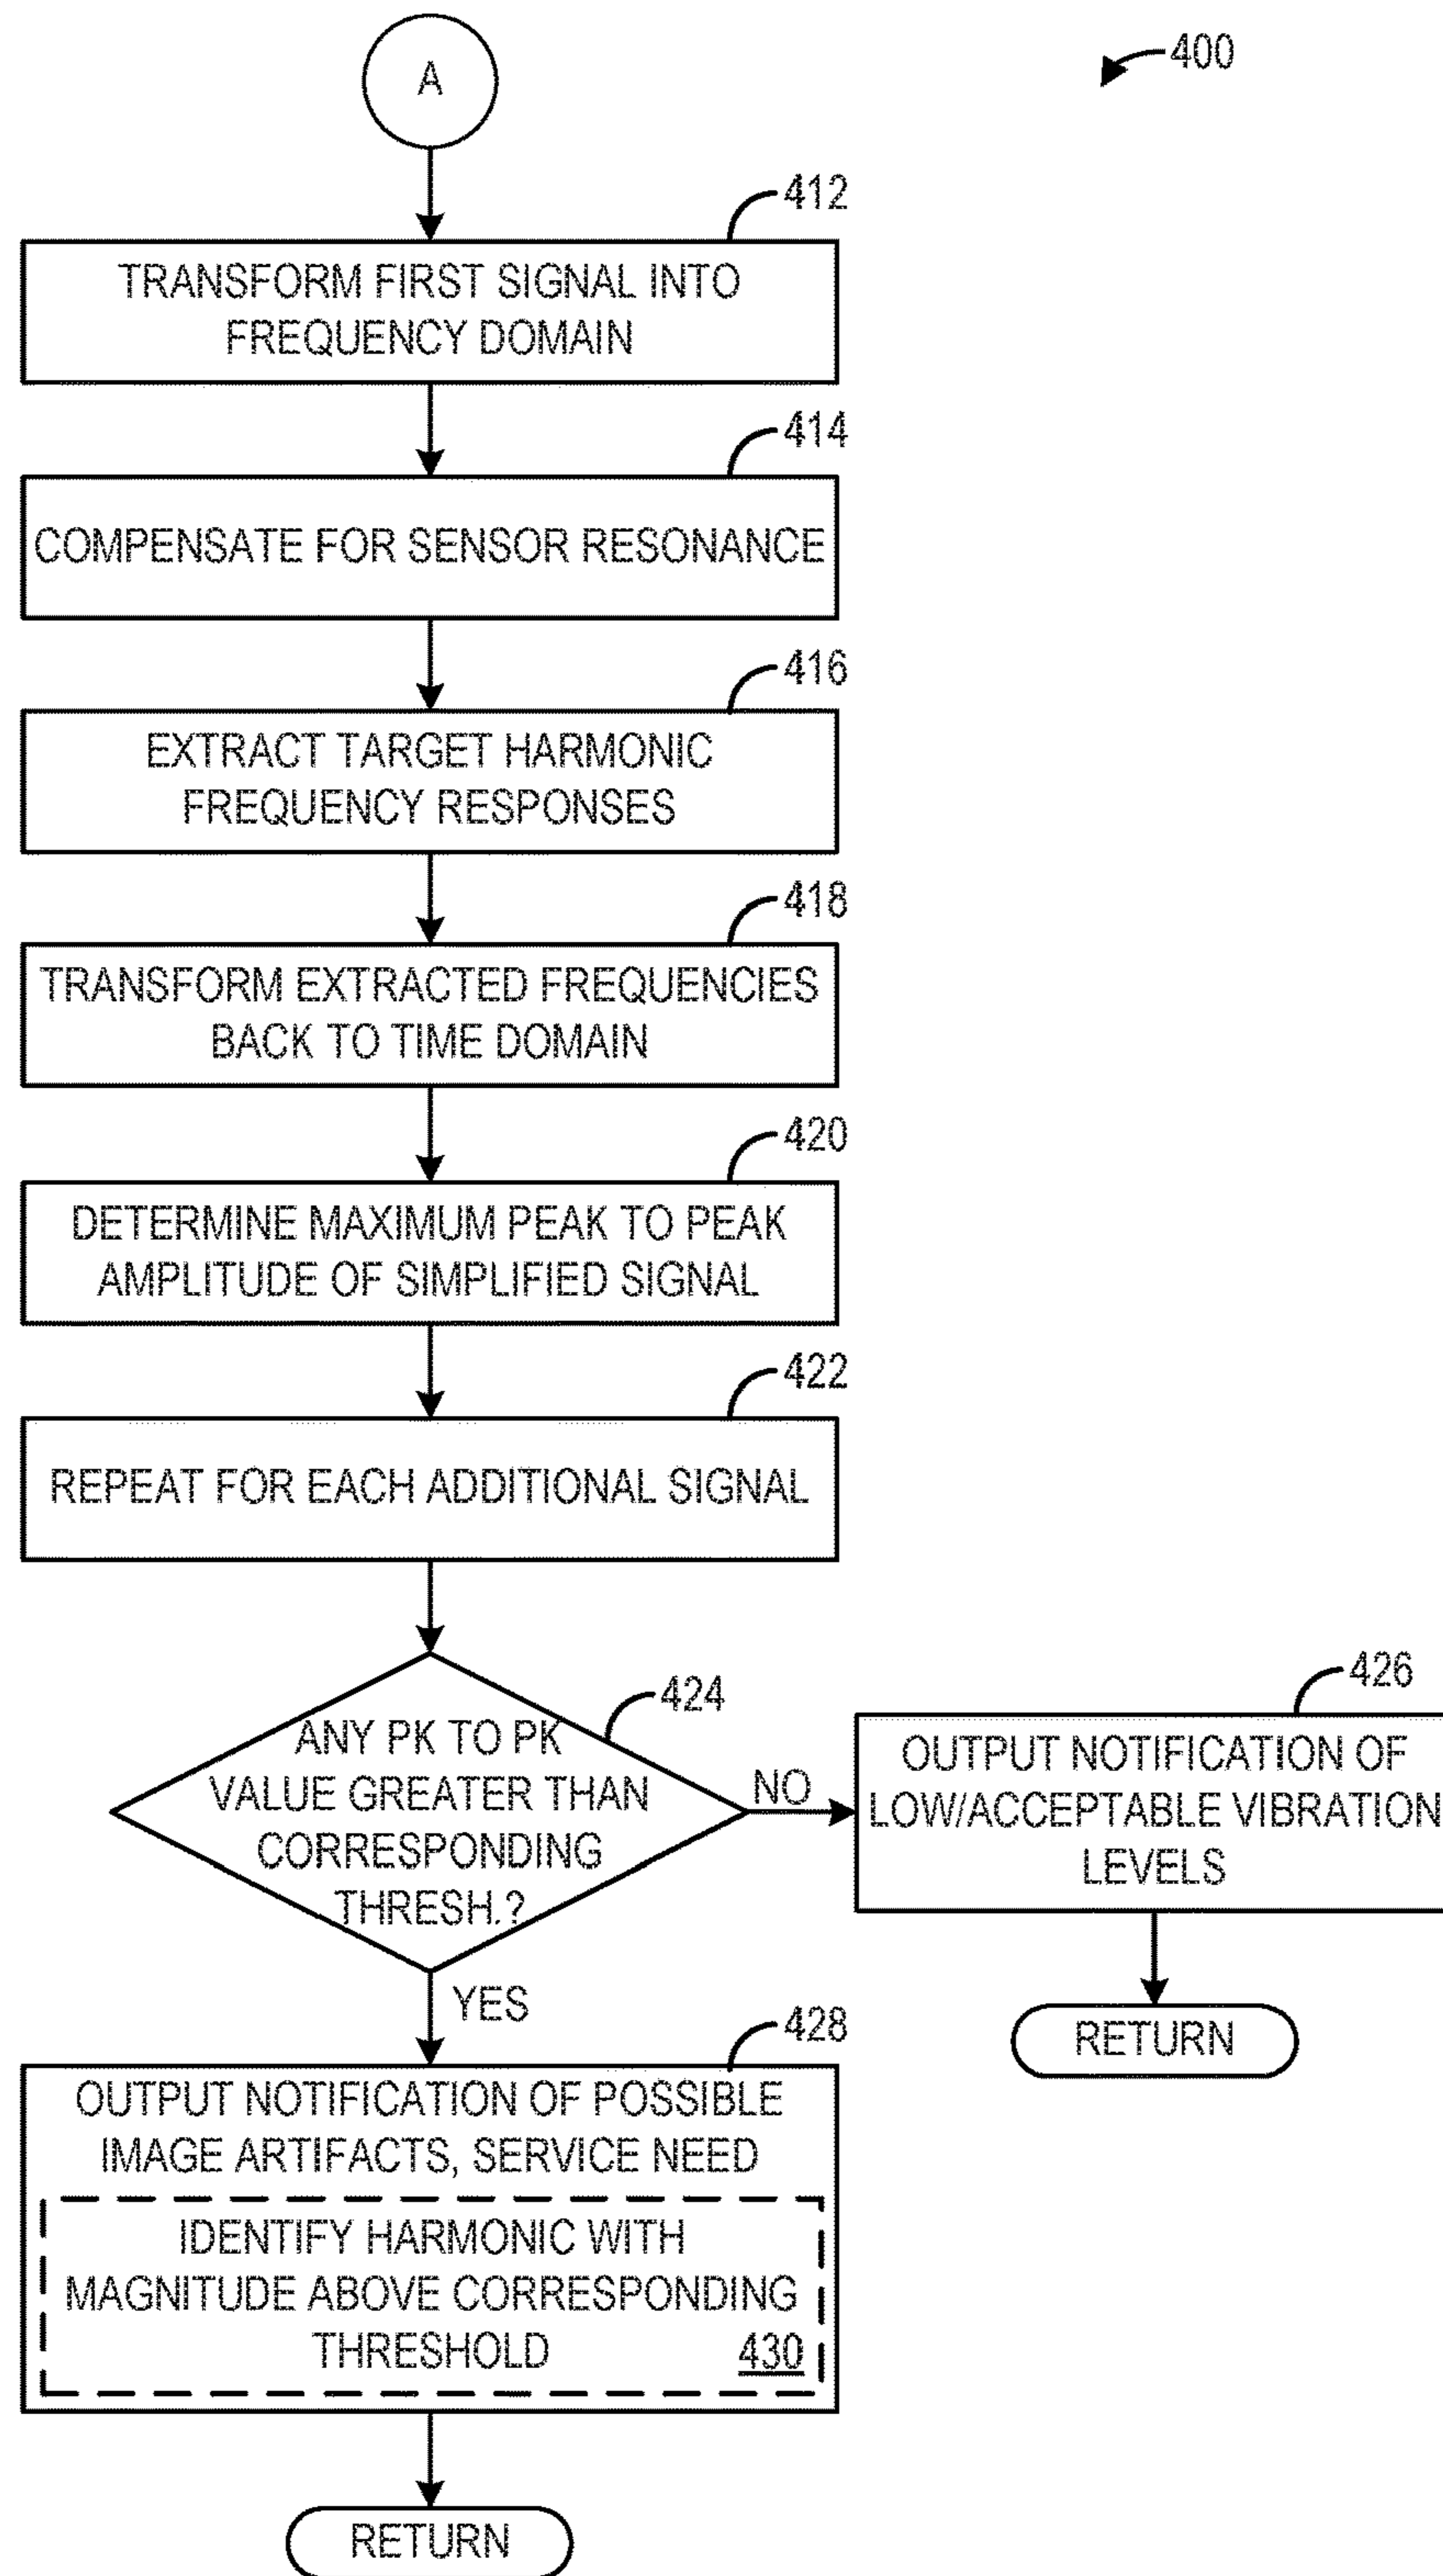 A
400
412
TRANSFORM FIRST SIGNAL INTO
FREQUENCY DOMAIN
414
COMPENSATE FOR SENSOR RESONANCE
416
EXTRACT TARGET HARMONIC
FREQUENCY RESPONSES
418
TRANSFORM EXTRACTED FREQUENCIES
BACK TO TIME DOMAIN
420
DETERMINE MAXIMUM PEAK TO PEAK
AMPLITUDE OF SIMPLIFIED SIGNAL
422
REPEAT FOR EACH ADDITIONAL SIGNAL
424
ANY PK TO PK
VALUE GREATER THAN
CORRESPONDING
THRESH.?
NO
426
OUTPUT NOTIFICATION OF
LOW/ACCEPTABLE VIBRATION
LEVELS
RETURN
YES
428
OUTPUT NOTIFICATION OF POSSIBLE
IMAGE ARTIFACTS, SERVICE NEED
IDENTIFY HARMONIC WITH
MAGNITUDE ABOVE CORRESPONDING
THRESHOLD 430
RETURN